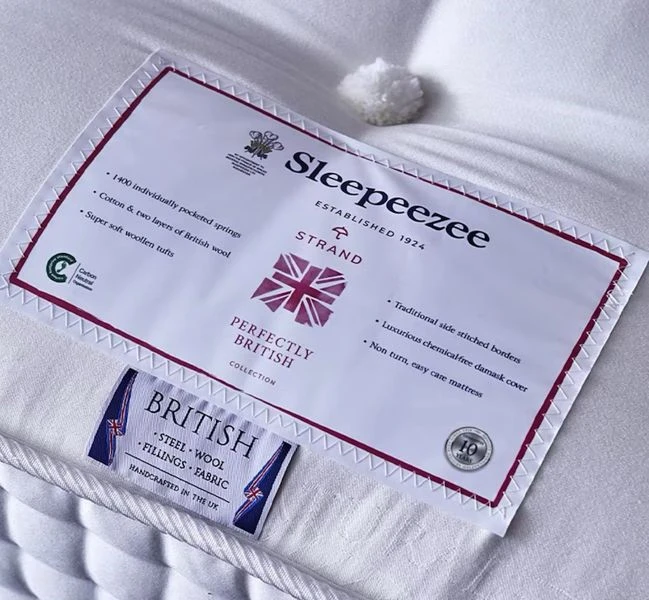 Sleepeezee
ESTABLISHED 1924
STRAND
• 1400 individually pocketed springs
• Cotton & two layers of British wool
• Super soft woollen tufts
Carbon
Neutral
Organisation
PERFECTLY
BRITISH
COLLECTION
• Traditional side stitched borders
• Luxurious chemical-free damask cover
• Non turn, easy care mattress
10
YEARS
BRITISH
• STEEL • WOOL
• FILLINGS • FABRIC
HANDCRAFTED IN THE UK